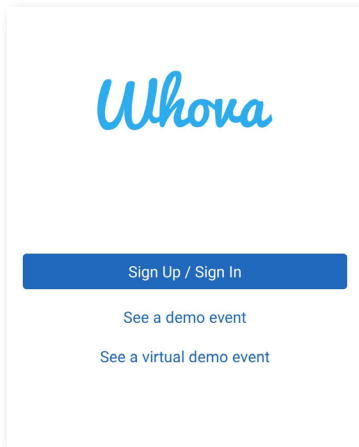 Whova
Sign Up / Sign In
See a demo event
See a virtual demo event